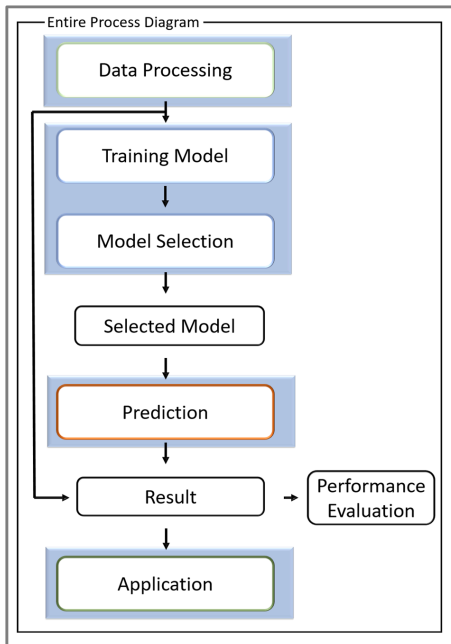 Entire Process Diagram
Data Processing
Training Model
Model Selection
Selected Model
Prediction
Result
Performance
Evaluation
Application